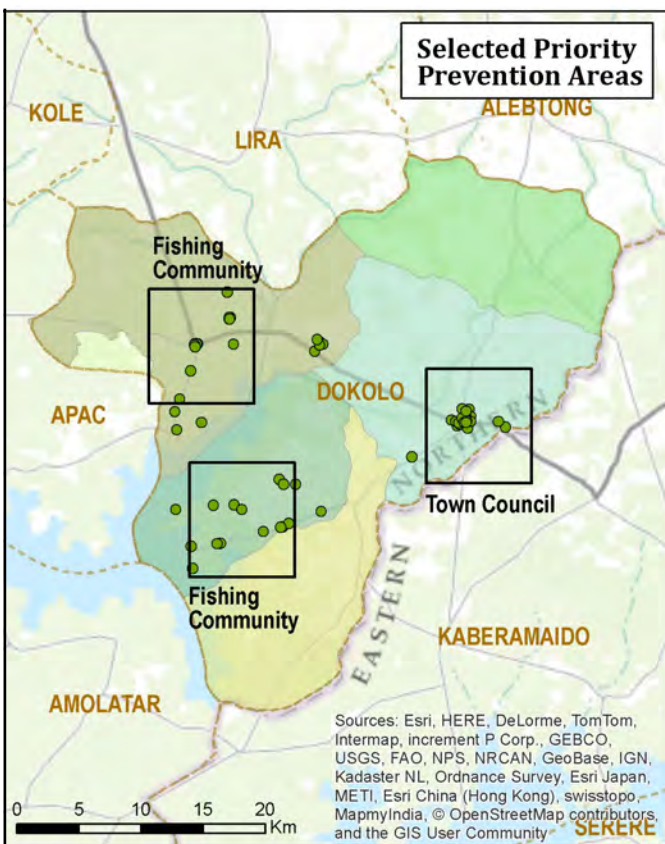 Selected Priority
Prevention Areas
KOLE
ALEBTONG
LIRA
Fishing
Community
APAC
DOKOLO
NORTHERN
Town Council
Fishing
Community
EASTERN
KABERAMAIDO
AMOLATAR
Sources: Esri, HERE, DeLorme, TomTom,
Intermap, increment P Corp., GEBCO,
USGS, FAO, NPS, NRCAN, GeoBase, IGN,
Kadaster NL, Ordnance Survey, Esri Japan,
METI, Esri China (Hong Kong), swisstopo,
MapmyIndia, © OpenStreetMap contributors,
and the GIS User Community
SERERE
0 5 10 15 20
Km